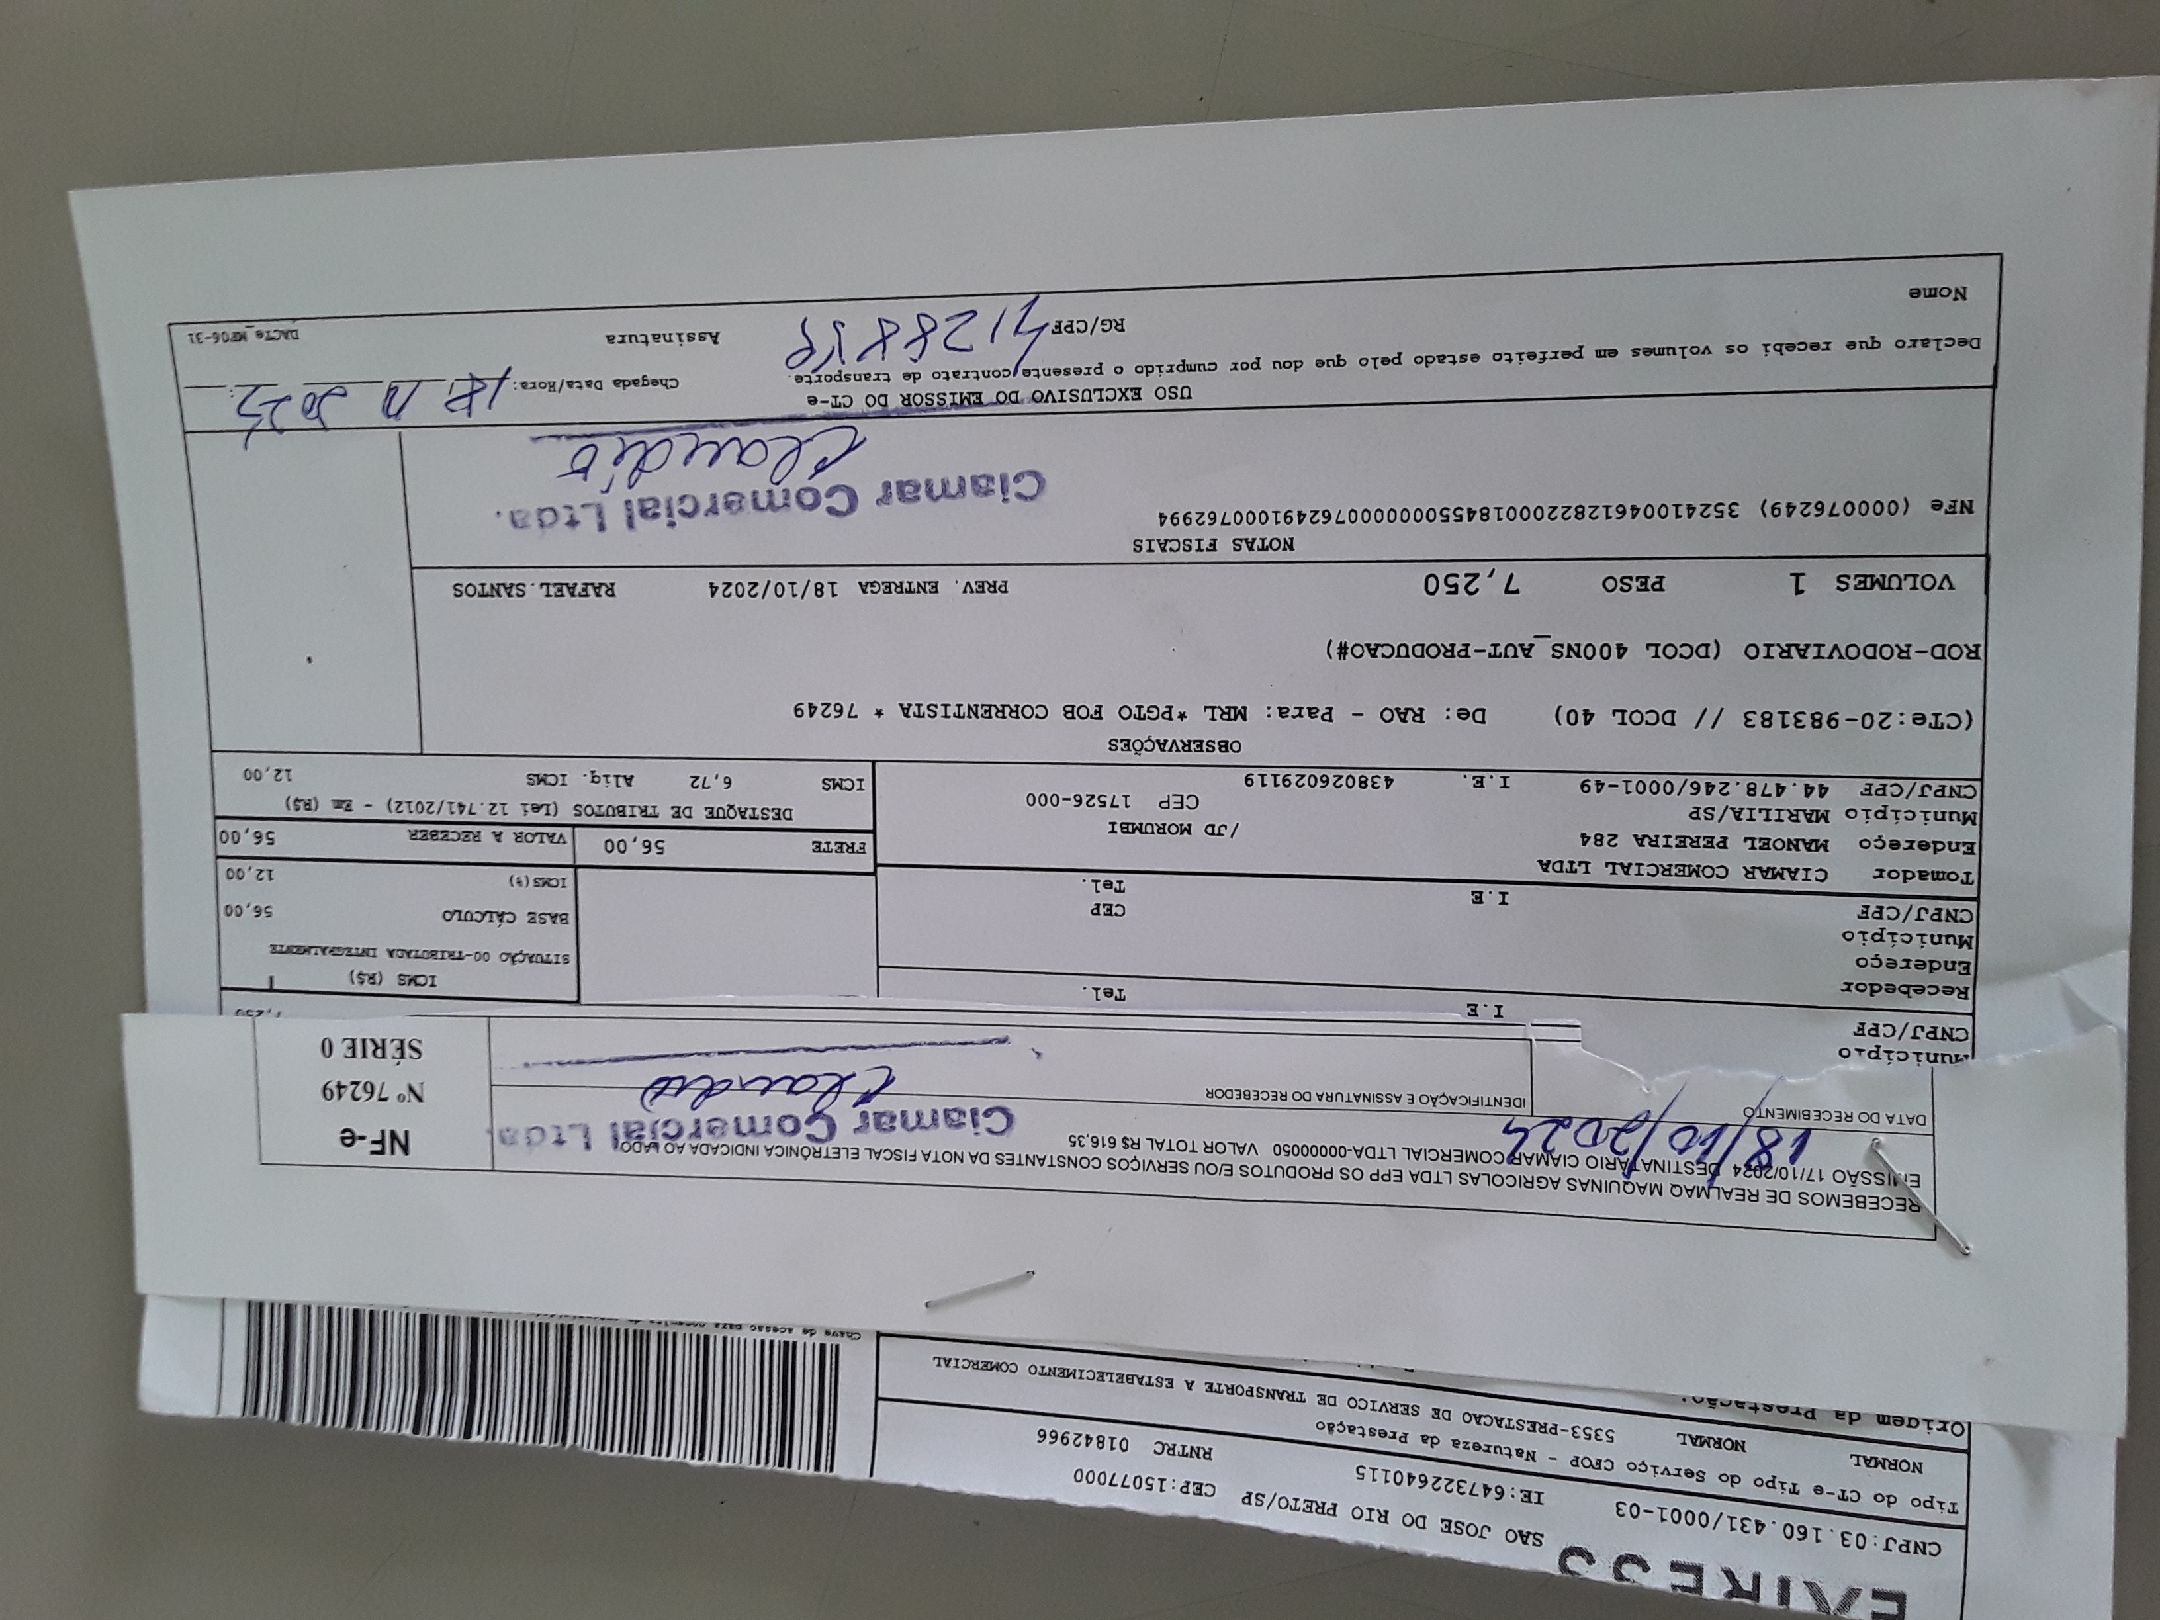 SAO JOSE DO RIO PRETO/SP CEP:15077000
CNPJ:03.160.431/0001-03 IE:647322640115 RNTRC 01842966
Tipo do CT-e Tipo do Serviço CFOP - Natureza da Prestação
NORMAL NORMAL 5353-PRESTACAO DE SERVICO DE TRANSPORTE A ESTABELECIMENTO COMERCIAL
Origem da Prestação:
Chave de acesso para
RECEBEMOS DE REALMAQ MAQUINAS AGRICOLAS LTDA EPP OS PRODUTOS E/OU SERVIÇOS CONSTANTES DA NOTA FISCAL ELETRÔNICA INDICADA AO LADO
EMISSÃO 17/10/2024 DESTINATÁRIO CIAMAR COMERCIAL LTDA-00000050 VALOR TOTAL R$ 616,35
18/10/2024
Ciamar Comercial Ltda
DATA DO RECEBIMENTO
IDENTIFICAÇÃO E ASSINATURA DO RECEBEDOR
Claudio
NF-e
Nº 76249
SÉRIE 0
Município
CNPJ/CPF I.E
7,250
Recebedor Tel.
Endereço
Município
CNPJ/CPF I.E CEP
Tel.
ICMS (R$)
SITUAÇÃO 00-TRIBUTADA INTEGRALMENTE
BASE CÁLCULO 56,00
ICMS(%) 12,00
Tomador CIAMAR COMERCIAL LTDA
Endereço MANOEL PEREIRA 284 /JD MORUMBI
Município MARILIA/SP CEP 17526-000
CNPJ/CPF 44.478.246/0001-49 I.E. 438026029119
FRETE 56,00 VALOR A RECEBER 56,00
DESTAQUE DE TRIBUTOS (Lei 12.741/2012) - Em (R$)
ICMS 6,72 Aliq. ICMS 12,00
OBSERVAÇÕES
(CTe:20-983183 // DCOL 40) De: RAO - Para: MRL *PGTO FOB CORRENTISTA * 76249
ROD-RODOVIARIO (DCOL 400NS_AUT-PRODUCAO#)
VOLUMES 1 PESO 7,250 PREV. ENTREGA 18/10/2024 RAFAEL.SANTOS
NOTAS FISCAIS
NFe (000076249) 35241004612822000184550000000762491000762994
Ciamar Comercial Ltda.
Claudio
USO EXCLUSIVO DO EMISSOR DO CT-e
Declaro que recebi os volumes em perfeito estado pelo que dou por cumprido o presente contrato de transporte.
Chegada Data/Hora:
Nome RG/CPF Assinatura
DACTe_MF06-31